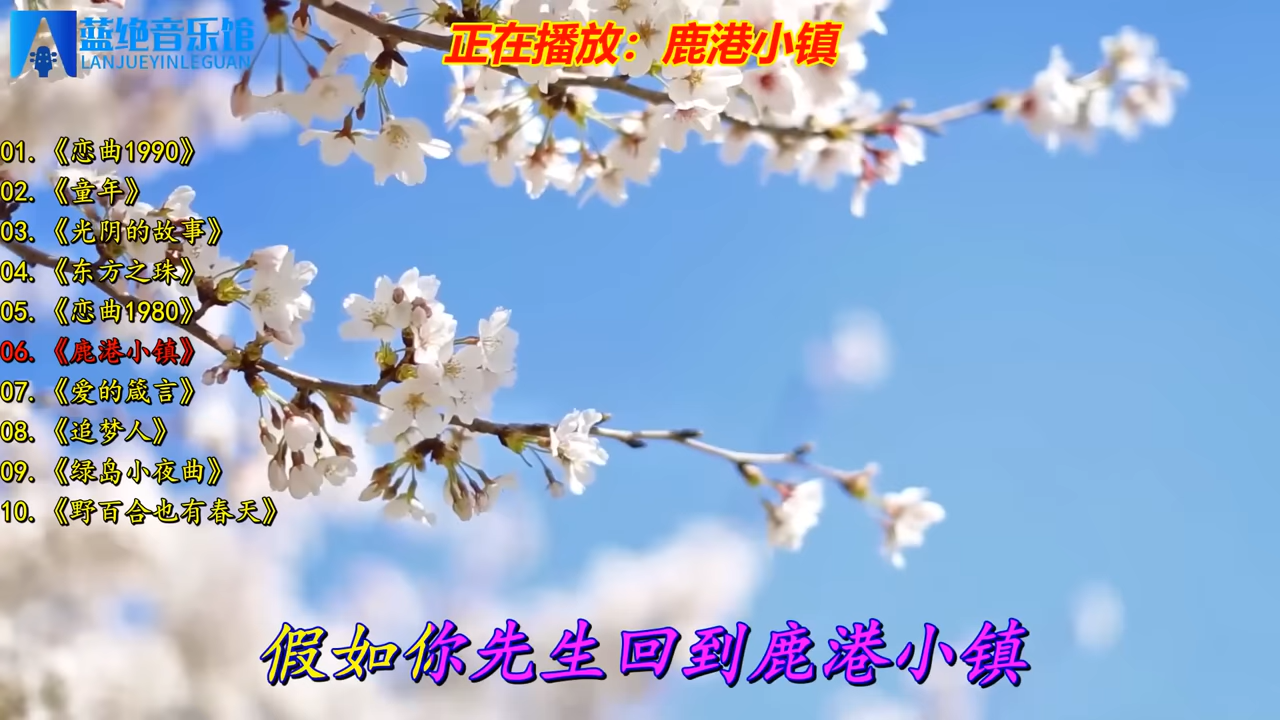 蓝绝音乐馆
LANJUEYINLEGUAN
正在播放：鹿港小镇
01.《恋曲1990》
02.《童年》
03.《光阴的故事》
04.《东方之珠》
05.《恋曲1980》
06.《鹿港小镇》
07.《爱的箴言》
08.《追梦人》
09.《绿岛小夜曲》
10.《野百合也有春天》
假如你先生回到鹿港小镇